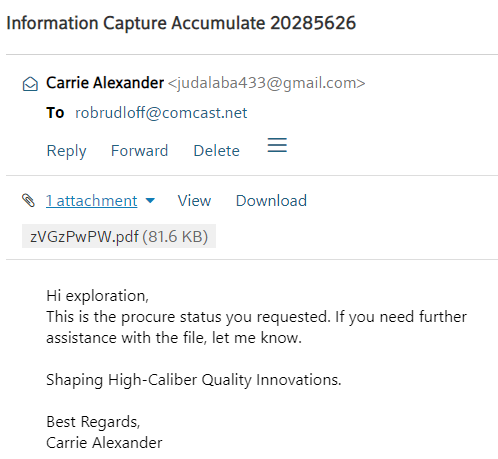 Information Capture Accumulate 20285626
Carrie Alexander <judalaba433@gmail.com>
To robrudloff@comcast.net
Reply Forward Delete
1 attachment View Download
zVGzPwPW.pdf (81.6 KB)
Hi exploration,
This is the procure status you requested. If you need further
assistance with the file, let me know.
Shaping High-Caliber Quality Innovations.
Best Regards,
Carrie Alexander